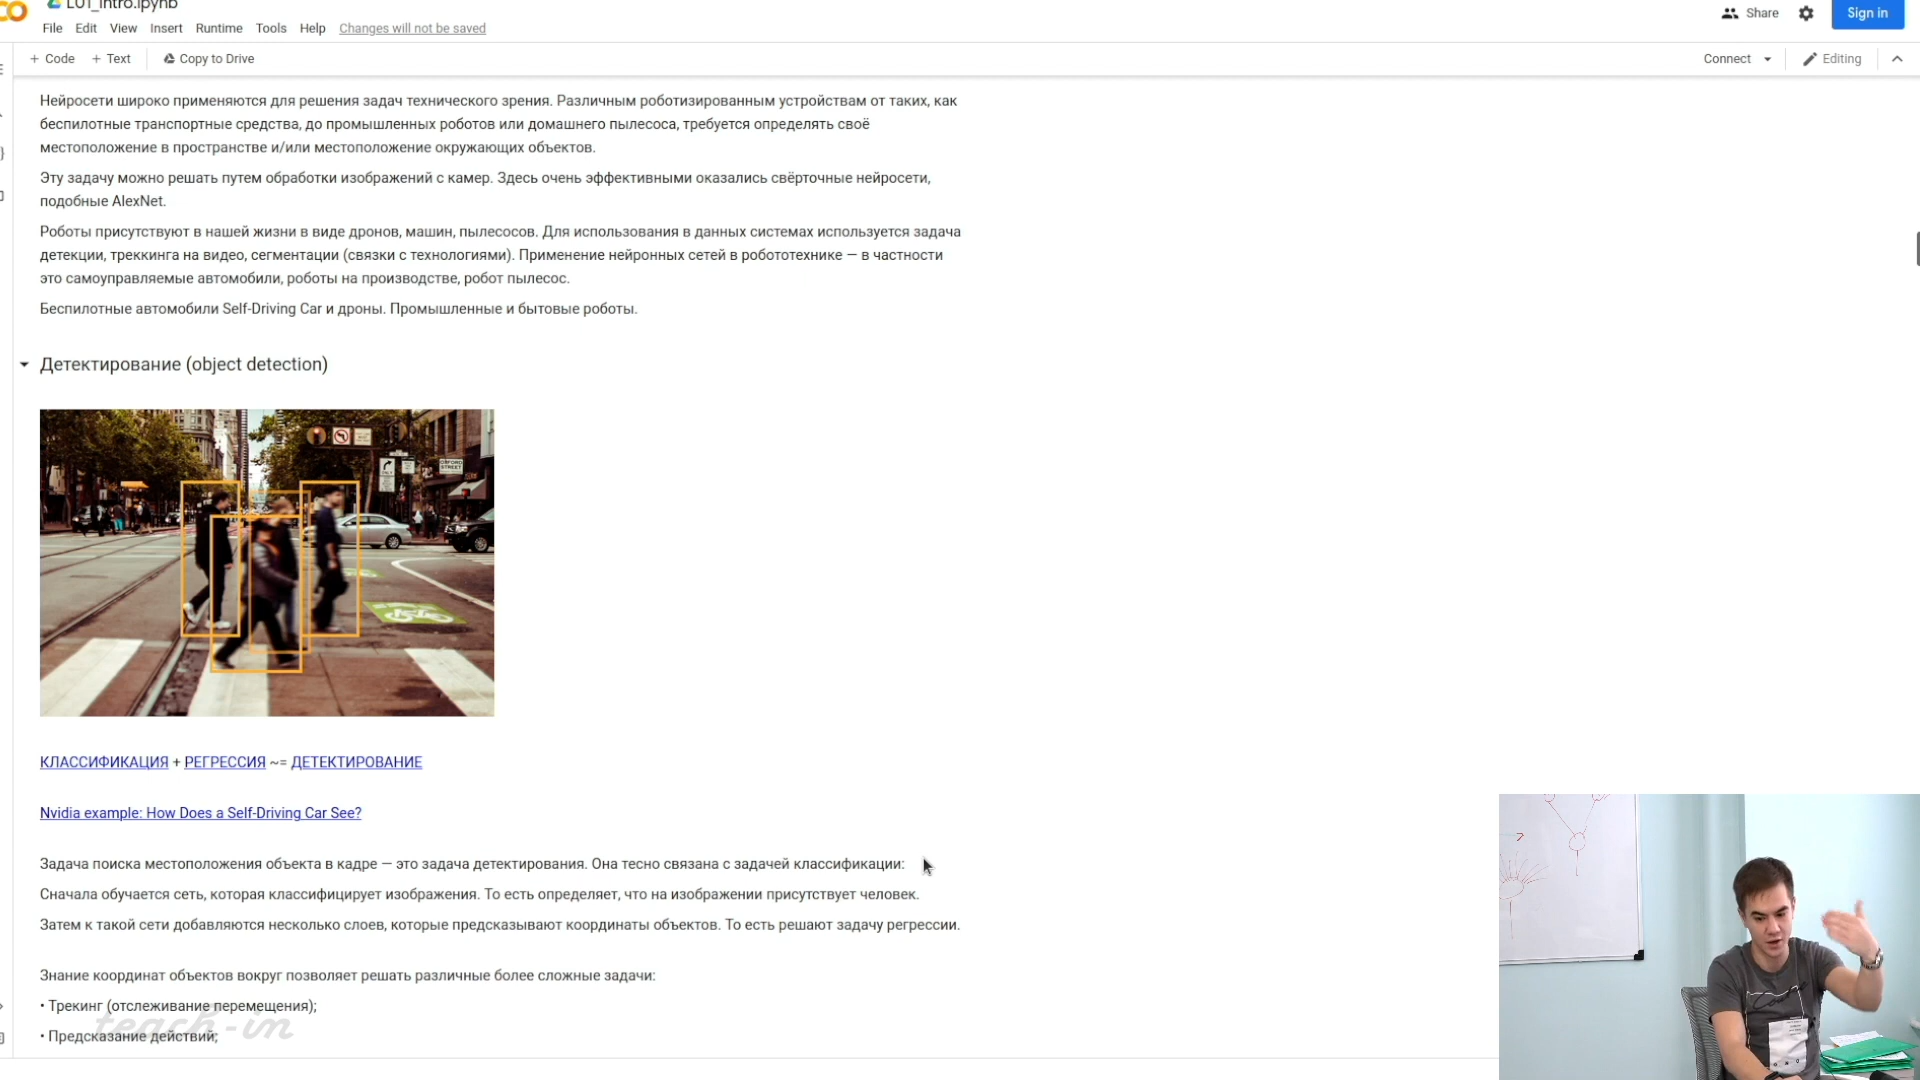 L01_Intro.ipynb
Share
Sign in
File Edit View Insert Runtime Tools Help Changes will not be saved
+ Code + Text Copy to Drive
Connect
Editing
Нейросети широко применяются для решения задач технического зрения. Различным роботизированным устройствам от таких, как
беспилотные транспортные средства, до промышленных роботов или домашнего пылесоса, требуется определять своё
местоположение в пространстве и/или местоположение окружающих объектов.
Эту задачу можно решать путем обработки изображений с камер. Здесь очень эффективными оказались свёрточные нейросети,
подобные AlexNet.
Роботы присутствуют в нашей жизни в виде дронов, машин, пылесосов. Для использования в данных системах используется задача
детекции, треккинга на видео, сегментации (связки с технологиями). Применение нейронных сетей в робототехнике — в частности
это самоуправляемые автомобили, роботы на производстве, робот пылесос.
Беспилотные автомобили Self-Driving Car и дроны. Промышленные и бытовые роботы.
Детектирование (object detection)
КЛАССИФИКАЦИЯ + РЕГРЕССИЯ ~= ДЕТЕКТИРОВАНИЕ
Nvidia example: How Does a Self-Driving Car See?
Задача поиска местоположения объекта в кадре — это задача детектирования. Она тесно связана с задачей классификации:
Сначала обучается сеть, которая классифицирует изображения. То есть определяет, что на изображении присутствует человек.
Затем к такой сети добавляются несколько слоев, которые предсказывают координаты объектов. То есть решают задачу регрессии.
Знание координат объектов вокруг позволяет решать различные более сложные задачи:
• Трекинг (отслеживание перемещения);
• Предсказание действий;
teach-in